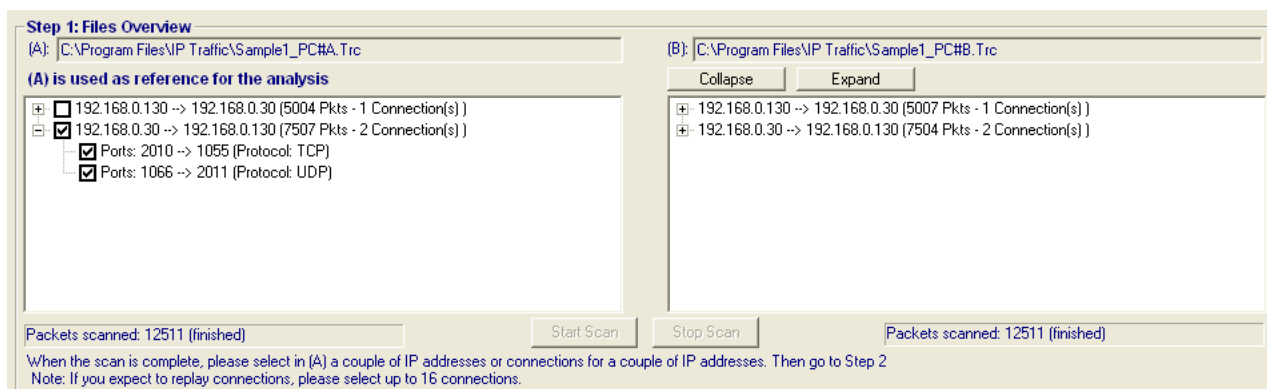 Step 1: Files Overview
(A): C:\Program Files\IP Traffic\Sample1_PC#A.Trc
(B): C:\Program Files\IP Traffic\Sample1_PC#B.Trc
(A) is used as reference for the analysis
Collapse Expand
192.168.0.130 --> 192.168.0.30 (5004 Pkts - 1 Connection(s) )
192.168.0.30 --> 192.168.0.130 (7507 Pkts - 2 Connection(s) )
Ports: 2010 --> 1055 (Protocol: TCP)
Ports: 1066 --> 2011 (Protocol: UDP)
192.168.0.130 --> 192.168.0.30 (5007 Pkts - 1 Connection(s) )
192.168.0.30 --> 192.168.0.130 (7504 Pkts - 2 Connection(s) )
Packets scanned: 12511 (finished)
Start Scan
Stop Scan
Packets scanned: 12511 (finished)
When the scan is complete, please select in (A) a couple of IP addresses or connections for a couple of IP addresses. Then go to Step 2
Note: If you expect to replay connections, please select up to 16 connections.